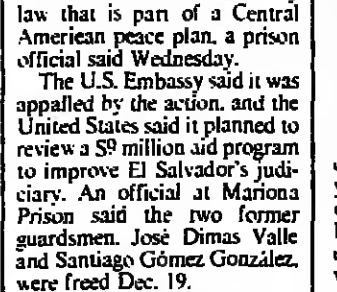 law that is part of a Central
American peace plan, a prison
official said Wednesday.
The U.S. Embassy said it was
appalled by the action, and the
United States said it planned to
review a $9 million aid program
to improve El Salvador's judi-
ciary. An official at Mariona
Prison said the two former
guardsmen, José Dimas Valle
and Santiago Gómez González,
were freed Dec. 19.